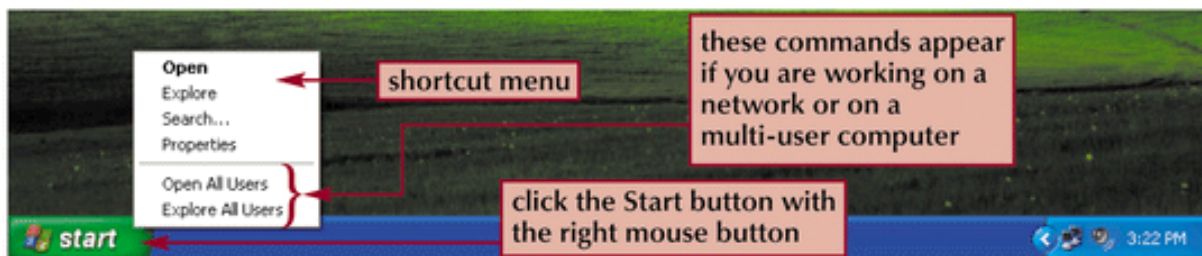 Open
Explore
Search...
Properties
Open All Users
Explore All Users
shortcut menu
these commands appear
if you are working on a
network or on a
multi-user computer
click the Start button with
the right mouse button
start
3:22 PM